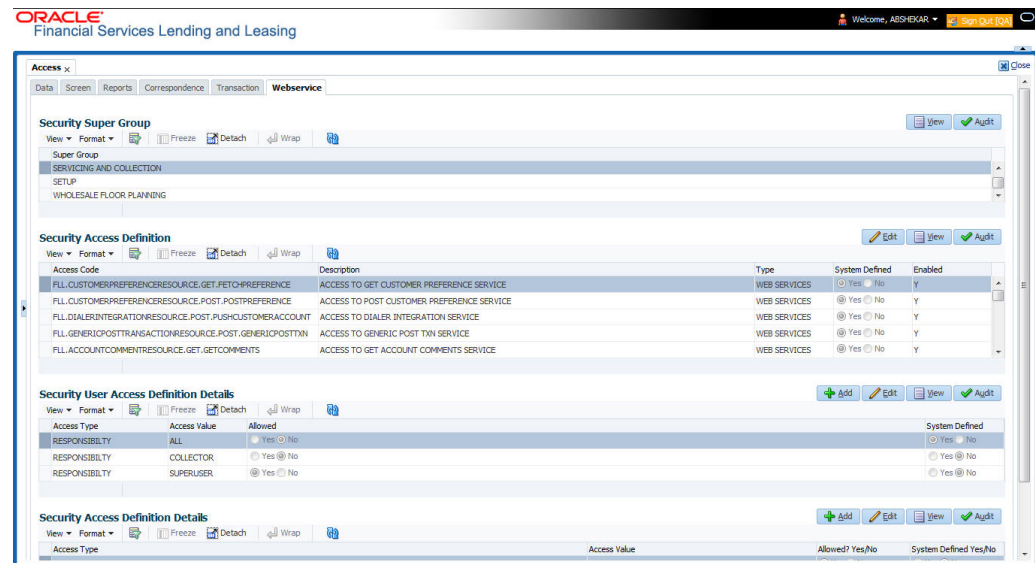 ORACLE
Financial Services Lending and Leasing
Welcome, ABSHEKAR Sign Out [QA]
Access x
Close
Data Screen Reports Correspondence Transaction Webservice
Security Super Group
View Audit
View Format Freeze Detach Wrap
Super Group
SERVICING AND COLLECTION
SETUP
WHOLESALE FLOOR PLANNING
Security Access Definition
Edit View Audit
View Format Freeze Detach Wrap
Access Code Description Type System Defined Enabled
FLL.CUSTOMERPREFERENCERESOURCE.GET.FETCHPREFERENCE ACCESS TO GET CUSTOMER PREFERENCE SERVICE WEB SERVICES Yes No Y
FLL.CUSTOMERPREFERENCERESOURCE.POST.POSTPREFERENCE ACCESS TO POST CUSTOMER PREFERENCE SERVICE WEB SERVICES Yes No Y
FLL.DIALERINTEGRATIONRESOURCE.POST.PUSHCUSTOMERACCOUNT ACCESS TO DIALER INTEGRATION SERVICE WEB SERVICES Yes No Y
FLL.GENERICPOSTTRANSACTIONRESOURCE.POST.GENERICPOSTTXN ACCESS TO GENERIC POST TXN SERVICE WEB SERVICES Yes No Y
FLL.ACCOUNTCOMMENTRESOURCE.GET.GETCOMMENTS ACCESS TO GET ACCOUNT COMMENTS SERVICE WEB SERVICES Yes No Y
Security User Access Definition Details
Add Edit View Audit
View Format Freeze Detach Wrap
Access Type Access Value Allowed System Defined
RESPONSIBILTY ALL Yes No Yes No
RESPONSIBILTY COLLECTOR Yes No Yes No
RESPONSIBILTY SUPERUSER Yes No Yes No
Security Access Definition Details
Add Edit View Audit
View Format Freeze Detach Wrap
Access Type Access Value Allowed? Yes/No System Defined Yes/No